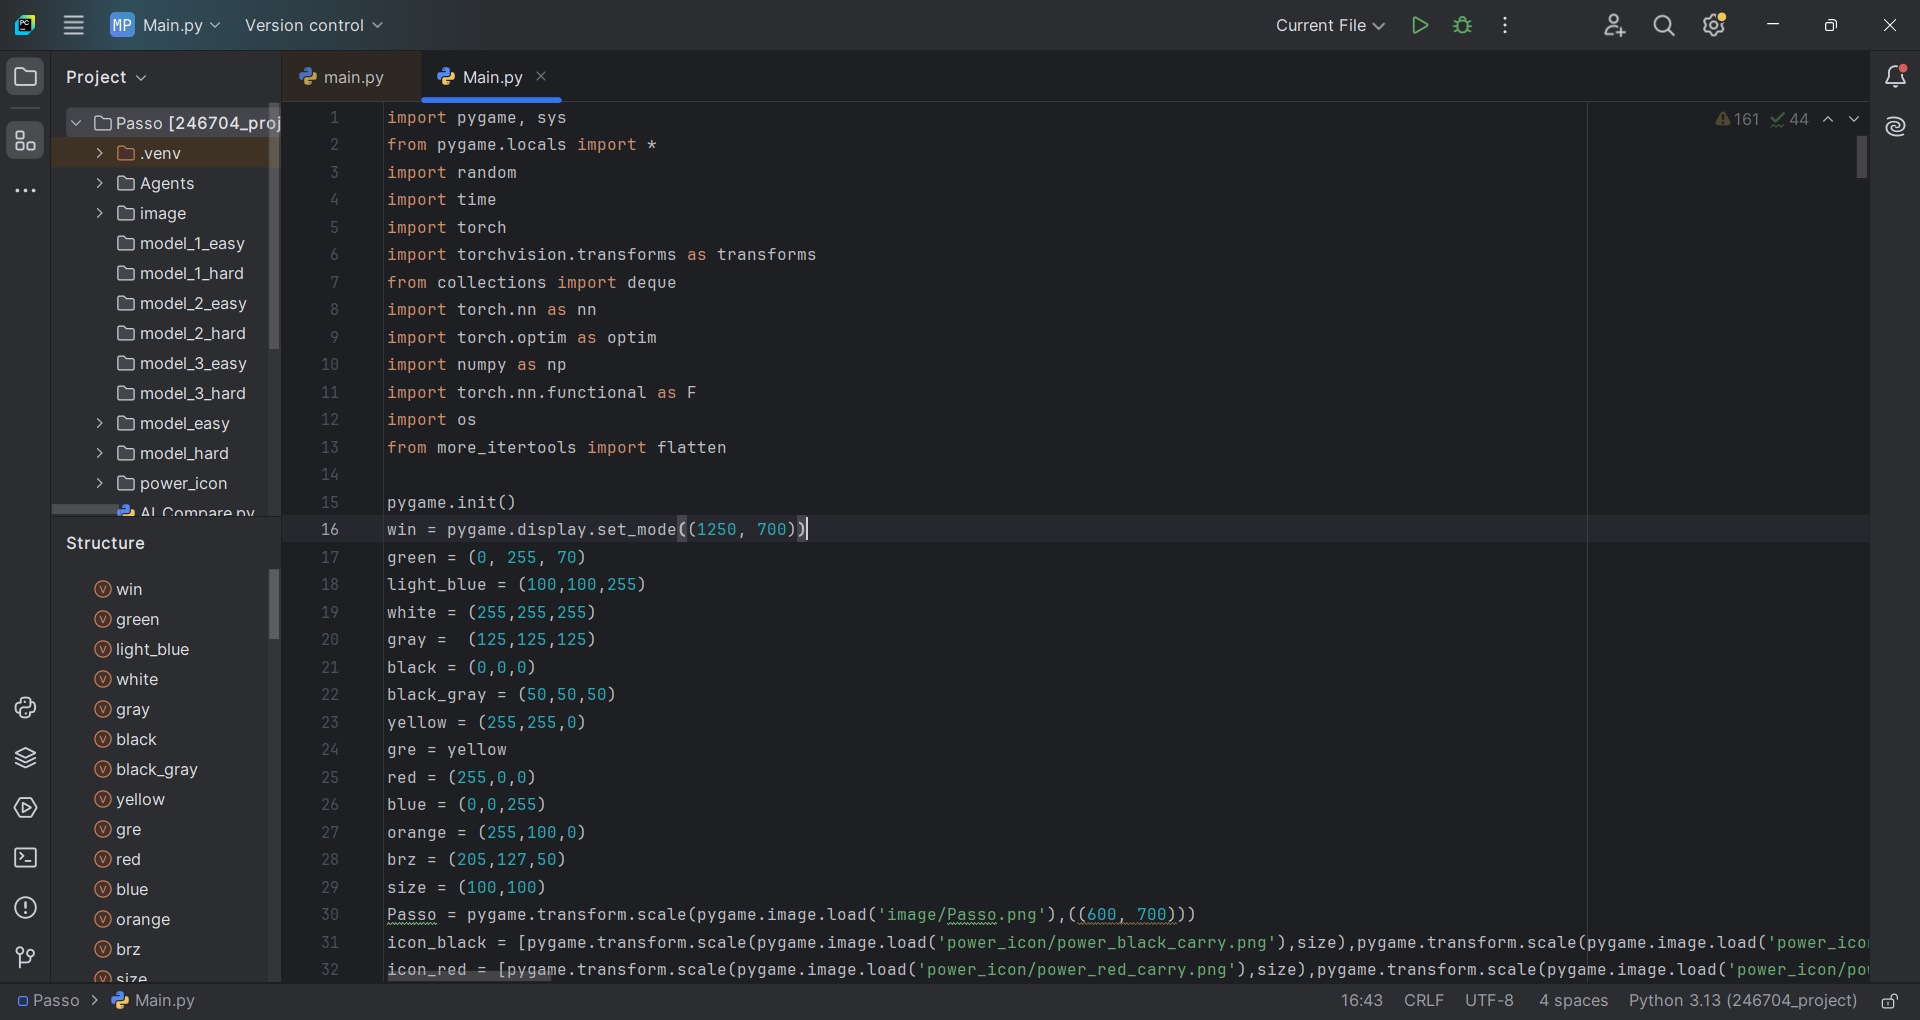 PC
MP Main.py
Version control
Current File
Project
Passo [246704_proj
.venv
Agents
image
model_1_easy
model_1_hard
model_2_easy
model_2_hard
model_3_easy
model_3_hard
model_easy
model_hard
power_icon
AI_Compare.py
Structure
win
green
light_blue
white
gray
black
black_gray
yellow
gre
red
blue
orange
brz
size
main.py
Main.py
161 44
1 import pygame, sys
2 from pygame.locals import *
3 import random
4 import time
5 import torch
6 import torchvision.transforms as transforms
7 from collections import deque
8 import torch.nn as nn
9 import torch.optim as optim
10 import numpy as np
11 import torch.nn.functional as F
12 import os
13 from more_itertools import flatten
14
15 pygame.init()
16 win = pygame.display.set_mode((1250, 700))
17 green = (0, 255, 70)
18 light_blue = (100,100,255)
19 white = (255,255,255)
20 gray =  (125,125,125)
21 black = (0,0,0)
22 black_gray = (50,50,50)
23 yellow = (255,255,0)
24 gre = yellow
25 red = (255,0,0)
26 blue = (0,0,255)
27 orange = (255,100,0)
28 brz = (205,127,50)
29 size = (100,100)
30 Passo = pygame.transform.scale(pygame.image.load('image/Passo.png'),((600, 700)))
31 icon_black = [pygame.transform.scale(pygame.image.load('power_icon/power_black_carry.png'),size),pygame.transform.scale(pygame.image.load('power_ico
32 icon_red = [pygame.transform.scale(pygame.image.load('power_icon/power_red_carry.png'),size),pygame.transform.scale(pygame.image.load('power_icon/po
Passo > Main.py
16:43 CRLF UTF-8 4 spaces Python 3.13 (246704_project)